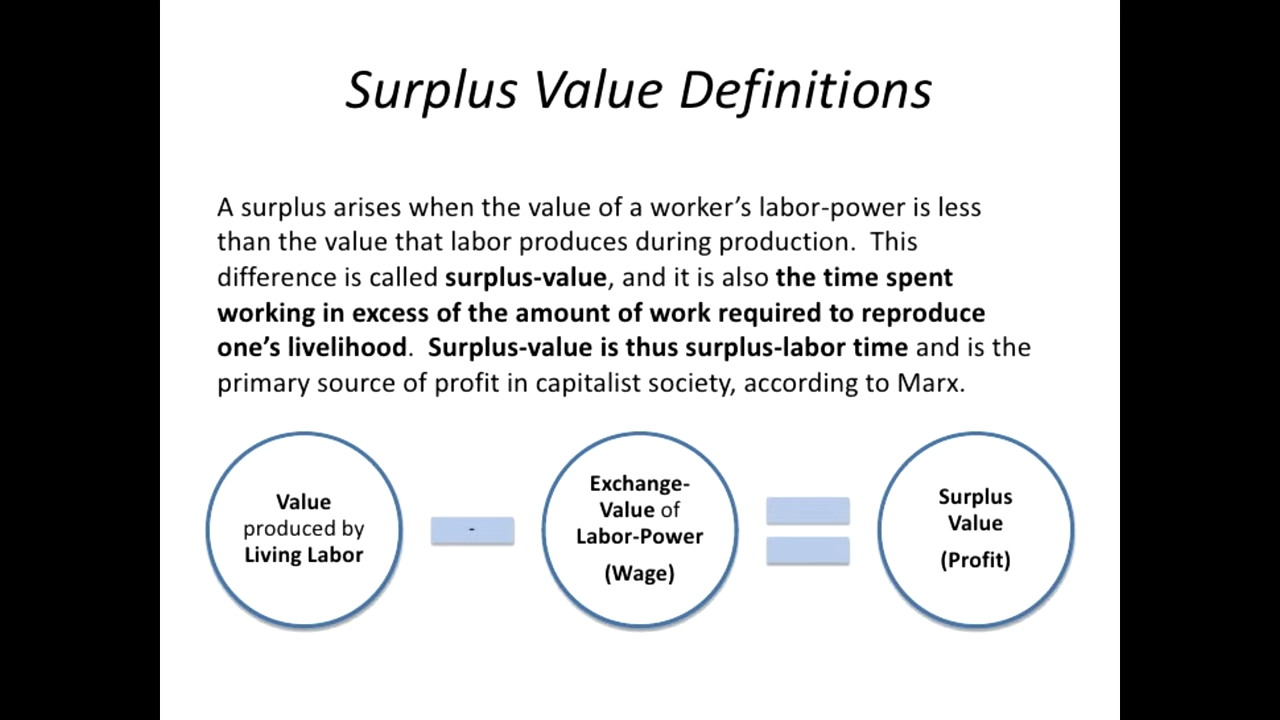 Surplus Value Definitions
A surplus arises when the value of a worker’s labor-power is less
than the value that labor produces during production.  This
difference is called surplus-value, and it is also the time spent
working in excess of the amount of work required to reproduce
one’s livelihood.  Surplus-value is thus surplus-labor time and is the
primary source of profit in capitalist society, according to Marx.
Value
produced by
Living Labor
-
Exchange-
Value of
Labor-Power
(Wage)
Surplus
Value
(Profit)